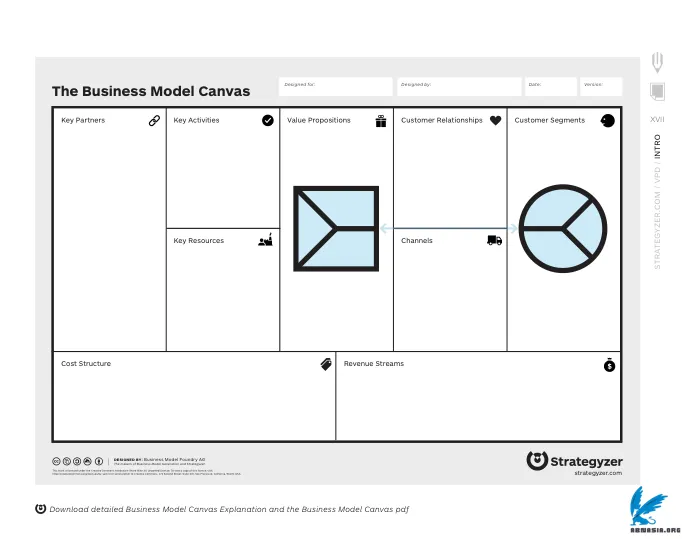 The Business Model Canvas
Designed for:
Designed by:
Date:
Version:
Key Partners
Key Activities
Value Propositions
Customer Relationships
Customer Segments
Key Resources
Channels
Cost Structure
Revenue Streams
DESIGNED BY: Business Model Foundry AG
The makers of Business Model Generation and Strategyzer
Strategyzer
strategyzer.com
XVII
STRATEGYZER.COM / VPD / INTRO
Download detailed Business Model Canvas Explanation and the Business Model Canvas pdf